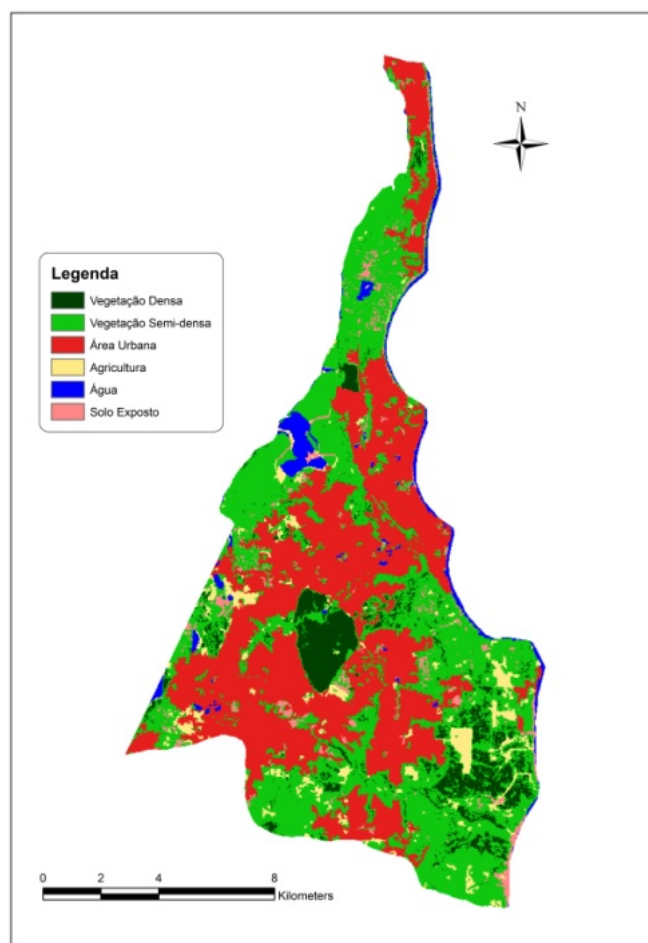 N
Legenda
Vegetação Densa
Vegetação Semi-densa
Área Urbana
Agricultura
Água
Solo Exposto
0 2 4 8
Kilometers